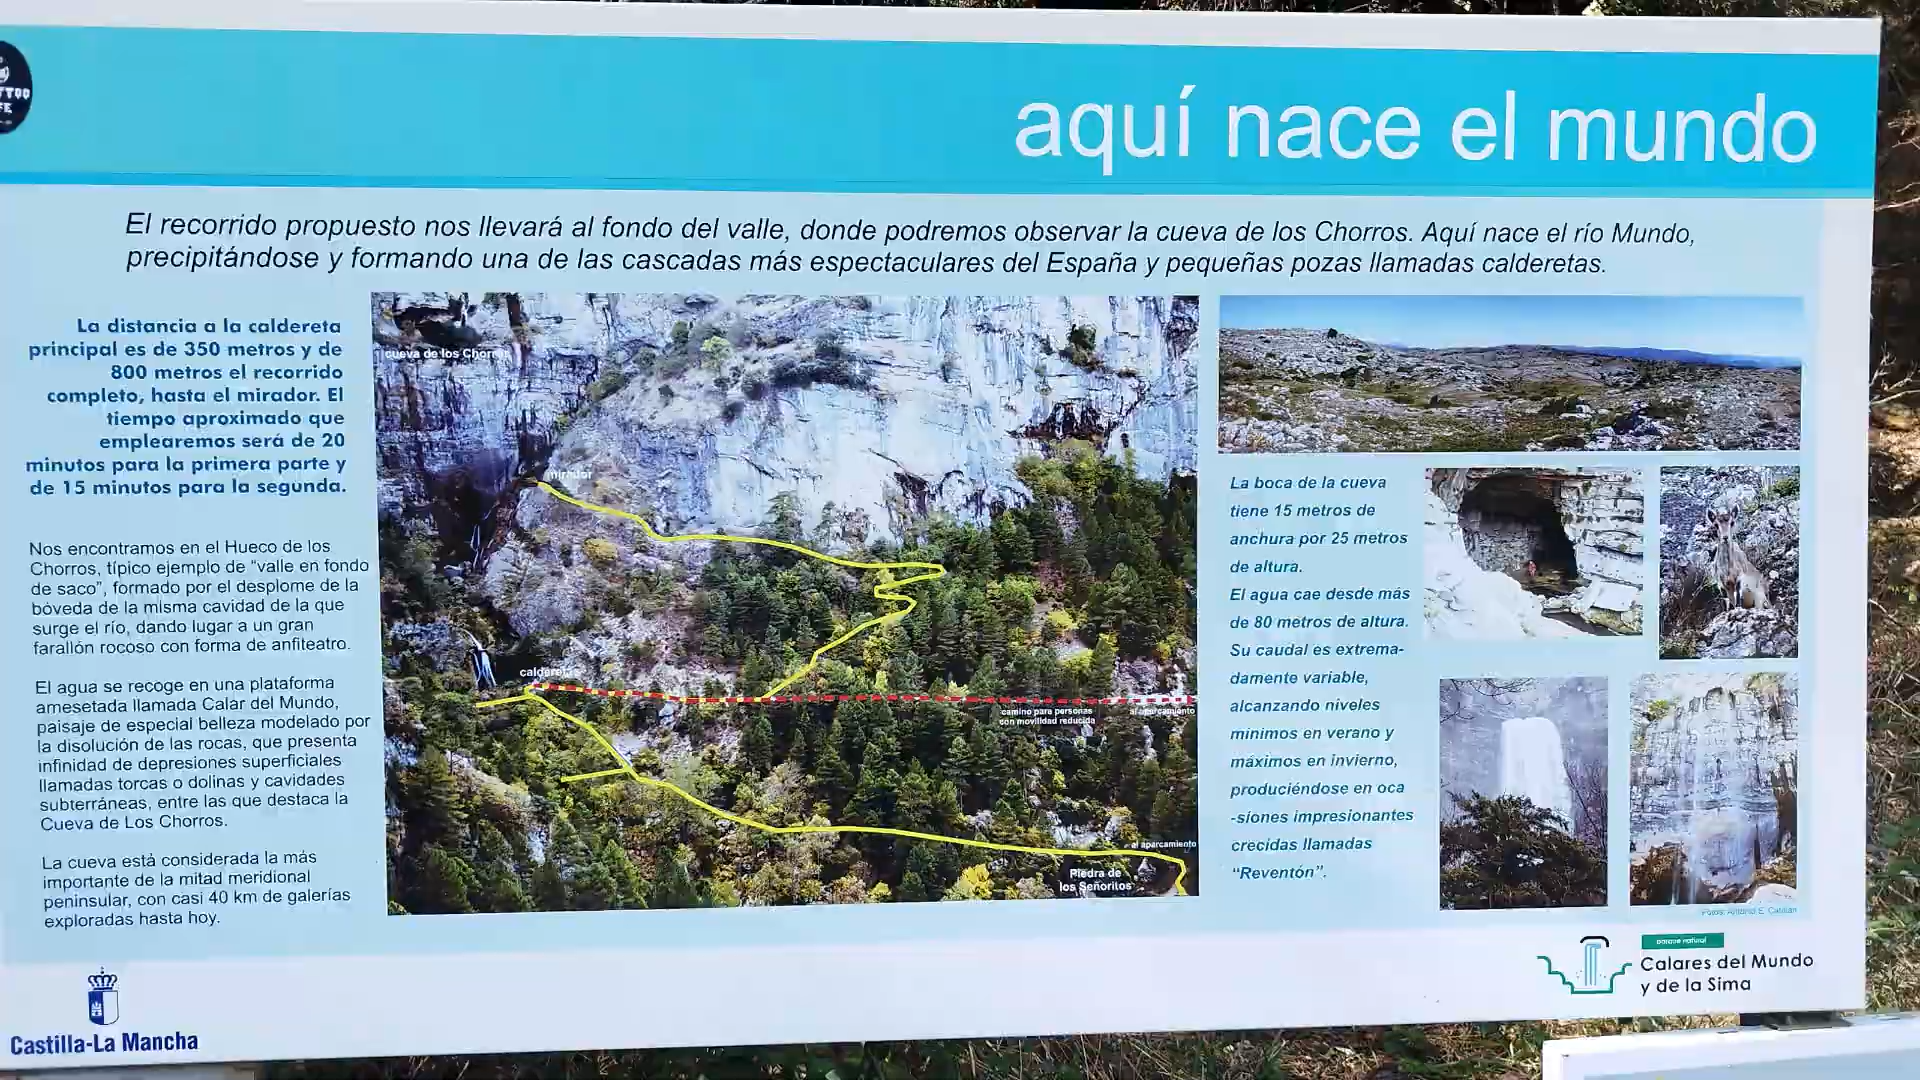 aquí nace el mundo
El recorrido propuesto nos llevará al fondo del valle, donde podremos observar la cueva de los Chorros. Aquí nace el río Mundo,
precipitándose y formando una de las cascadas más espectaculares del España y pequeñas pozas llamadas calderetas.
La distancia a la caldereta
principal es de 350 metros y de
800 metros el recorrido
completo, hasta el mirador. El
tiempo aproximado que
emplearemos será de 20
minutos para la primera parte y
de 15 minutos para la segunda.
Nos encontramos en el Hueco de los
Chorros, típico ejemplo de "valle en fondo
de saco", formado por el desplome de la
bóveda de la misma cavidad de la que
surge el río, dando lugar a un gran
farallón rocoso con forma de anfiteatro.
El agua se recoge en una plataforma
amesetada llamada Calar del Mundo,
paisaje de especial belleza modelado por
la disolución de las rocas, que presenta
infinidad de depresiones superficiales
llamadas torcas o dolinas y cavidades
subterráneas, entre las que destaca la
Cueva de Los Chorros.
La cueva está considerada la más
importante de la mitad meridional
peninsular, con casi 40 km de galerías
exploradas hasta hoy.
cueva de los Chorros
mirador
calderetas
camino para personas
con movilidad reducida
al aparcamiento
al aparcamiento
Piedra de
los Señoritos
La boca de la cueva
tiene 15 metros de
anchura por 25 metros
de altura.
El agua cae desde más
de 80 metros de altura.
Su caudal es extrema-
damente variable,
alcanzando niveles
mínimos en verano y
máximos en invierno,
produciéndose en oca
-siones impresionantes
crecidas llamadas
"Reventón".
Fotos: Antonio E. Catalán
parque natural
Calares del Mundo
y de la Sima
Castilla-La Mancha